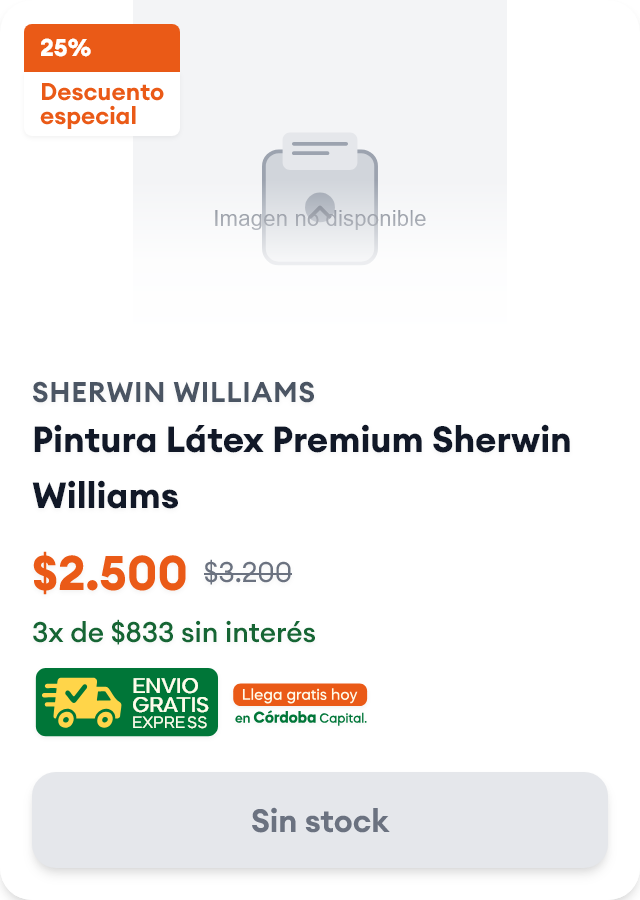 25%
Descuento
especial
Imagen no disponible
SHERWIN WILLIAMS
Pintura Látex Premium Sherwin
Williams
$2.500 $3.200
3x de $833 sin interés
ENVIO
GRATIS
EXPRESS
Llega gratis hoy
en Córdoba Capital.
Sin stock